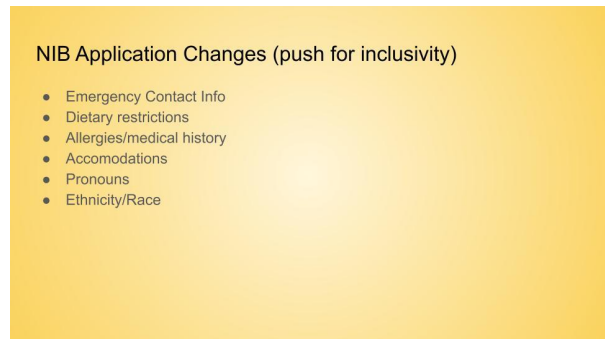 NIB Application Changes (push for inclusivity)
● Emergency Contact Info
● Dietary restrictions
● Allergies/medical history
● Accomodations
● Pronouns
● Ethnicity/Race